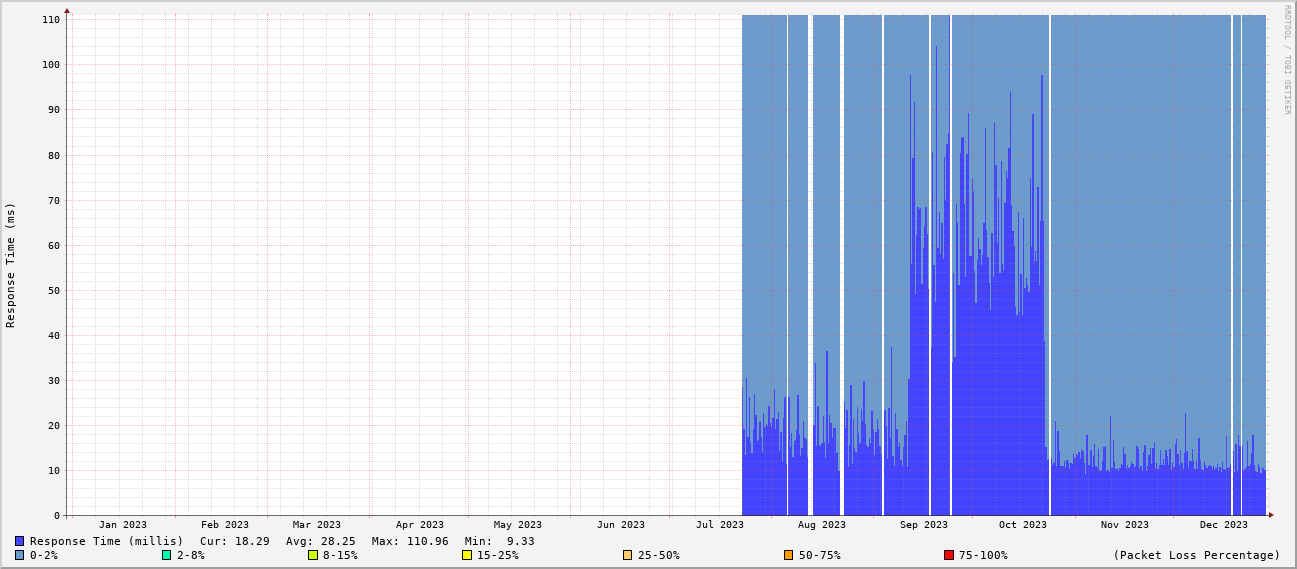 RRDTOOL / TOBI OETIKER
Response Time (ms)
110
100
90
80
70
60
50
40
30
20
10
0
Jan 2023 Feb 2023 Mar 2023 Apr 2023 May 2023 Jun 2023 Jul 2023 Aug 2023 Sep 2023 Oct 2023 Nov 2023 Dec 2023
Response Time (millis) Cur: 18.29 Avg: 28.25 Max: 110.96 Min: 9.33
0-2% 2-8% 8-15% 15-25% 25-50% 50-75% 75-100% (Packet Loss Percentage)